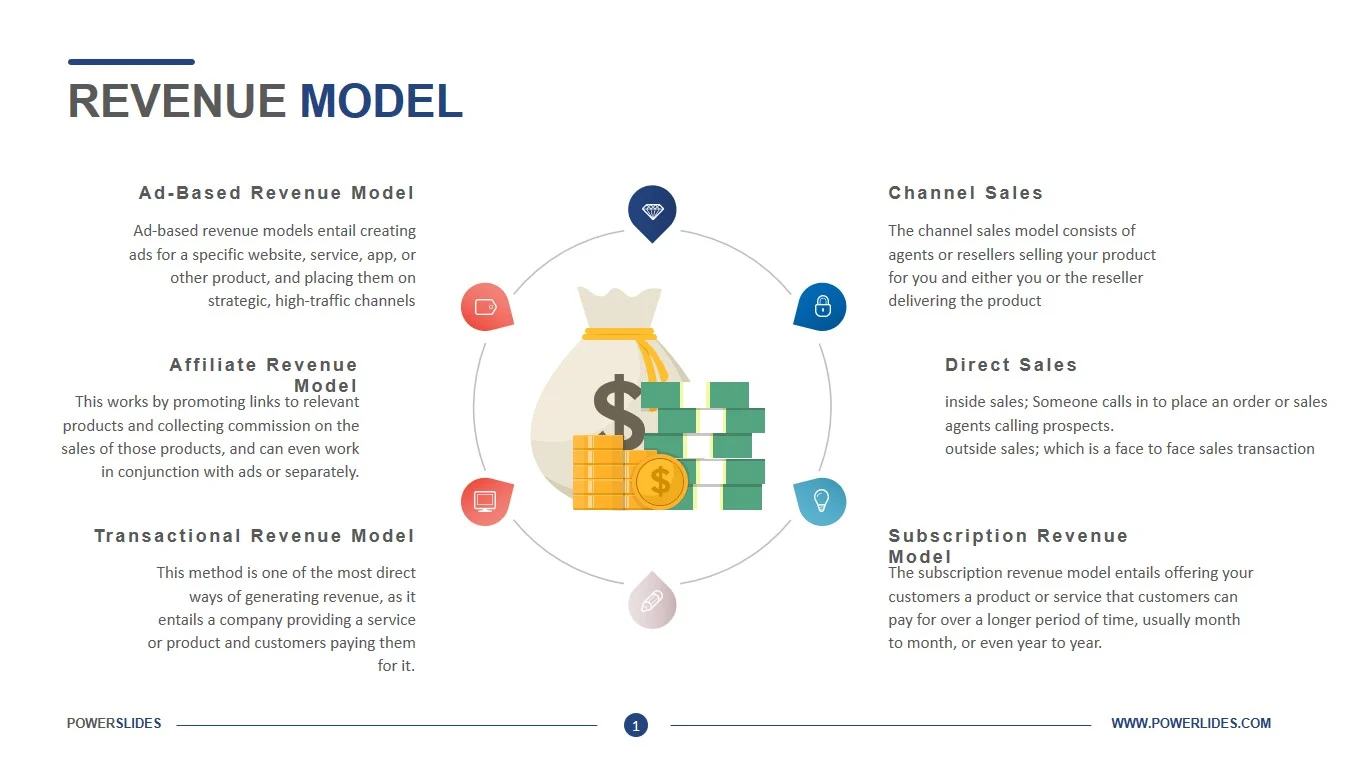 REVENUE MODEL
Ad-Based Revenue Model
Ad-based revenue models entail creating
ads for a specific website, service, app, or
other product, and placing them on
strategic, high-traffic channels
Affiliate Revenue
Model
This works by promoting links to relevant
products and collecting commission on the
sales of those products, and can even work
in conjunction with ads or separately.
Transactional Revenue Model
This method is one of the most direct
ways of generating revenue, as it
entails a company providing a service
or product and customers paying them
for it.
$
$
Channel Sales
The channel sales model consists of
agents or resellers selling your product
for you and either you or the reseller
delivering the product
Direct Sales
inside sales; Someone calls in to place an order or sales
agents calling prospects.
outside sales; which is a face to face sales transaction
Subscription Revenue
Model
The subscription revenue model entails offering your
customers a product or service that customers can
pay for over a longer period of time, usually month
to month, or even year to year.
POWERSLIDES
1
WWW.POWERLIDES.COM